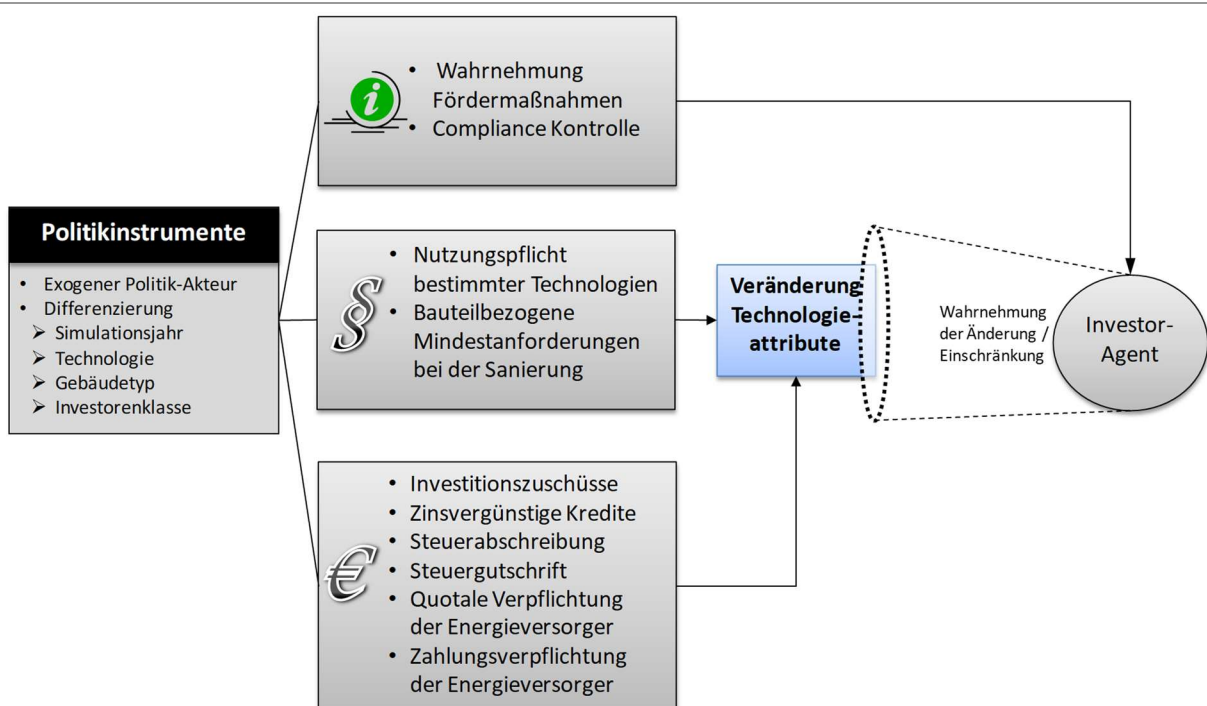 Politikinstrumente
• Exogener Politik-Akteur
• Differenzierung
➢ Simulationsjahr
➢ Technologie
➢ Gebäudetyp
➢ Investorenklasse
i
• Wahrnehmung
Fördermaßnahmen
• Compliance Kontrolle
§
• Nutzungspflicht
bestimmter Technologien
• Bauteilbezogene
Mindestanforderungen
bei der Sanierung
€
• Investitionszuschüsse
• Zinsvergünstige Kredite
• Steuerabschreibung
• Steuergutschrift
• Quotale Verpflichtung
der Energieversorger
• Zahlungsverpflichtung
der Energieversorger
Veränderung
Technologie-
attribute
Wahrnehmung
der Änderung /
Einschränkung
Investor-
Agent